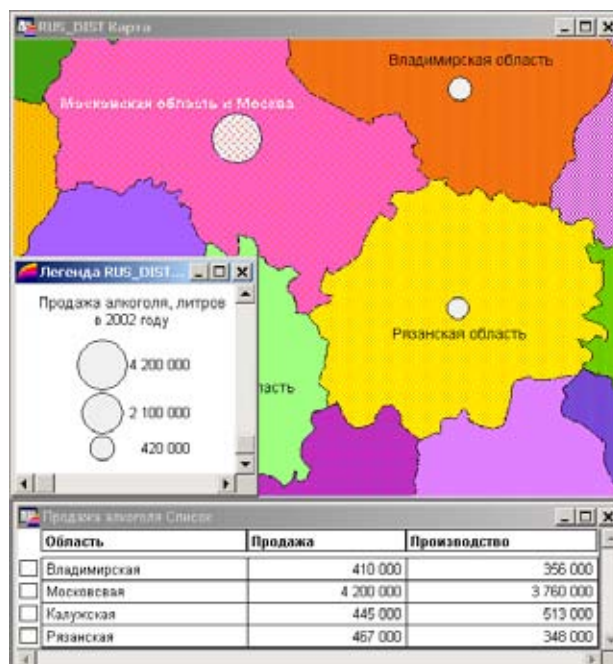 RUS_DIST Карта
Владимирская область
Московская область и Москва
Легенда RUS_DIST...
Продажа алкоголя, литров
в 2002 году
4 200 000
2 100 000
420 000
Рязанская область
ласть
Продажа алкоголя Список
Область Продажа Производство
Владимирская 410 000 356 000
Московсвая 4 200 000 3 760 000
Калужская 445 000 513 000
Рязанская 467 000 348 000